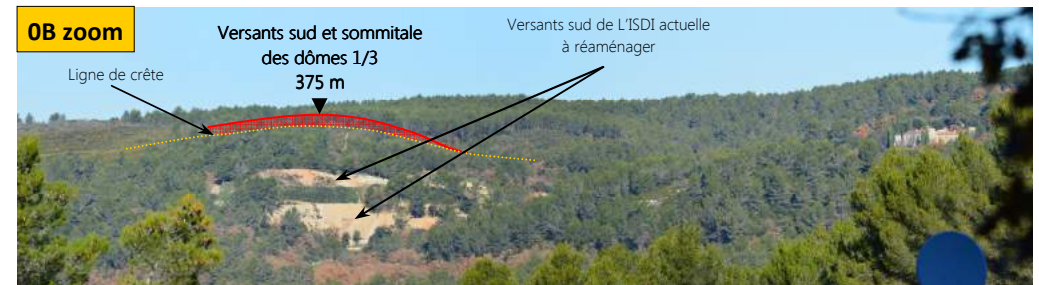 0B zoom
Versants sud et sommitale
des dômes 1/3
375 m
Versants sud de L'ISDI actuelle
à réaménager
Ligne de crête